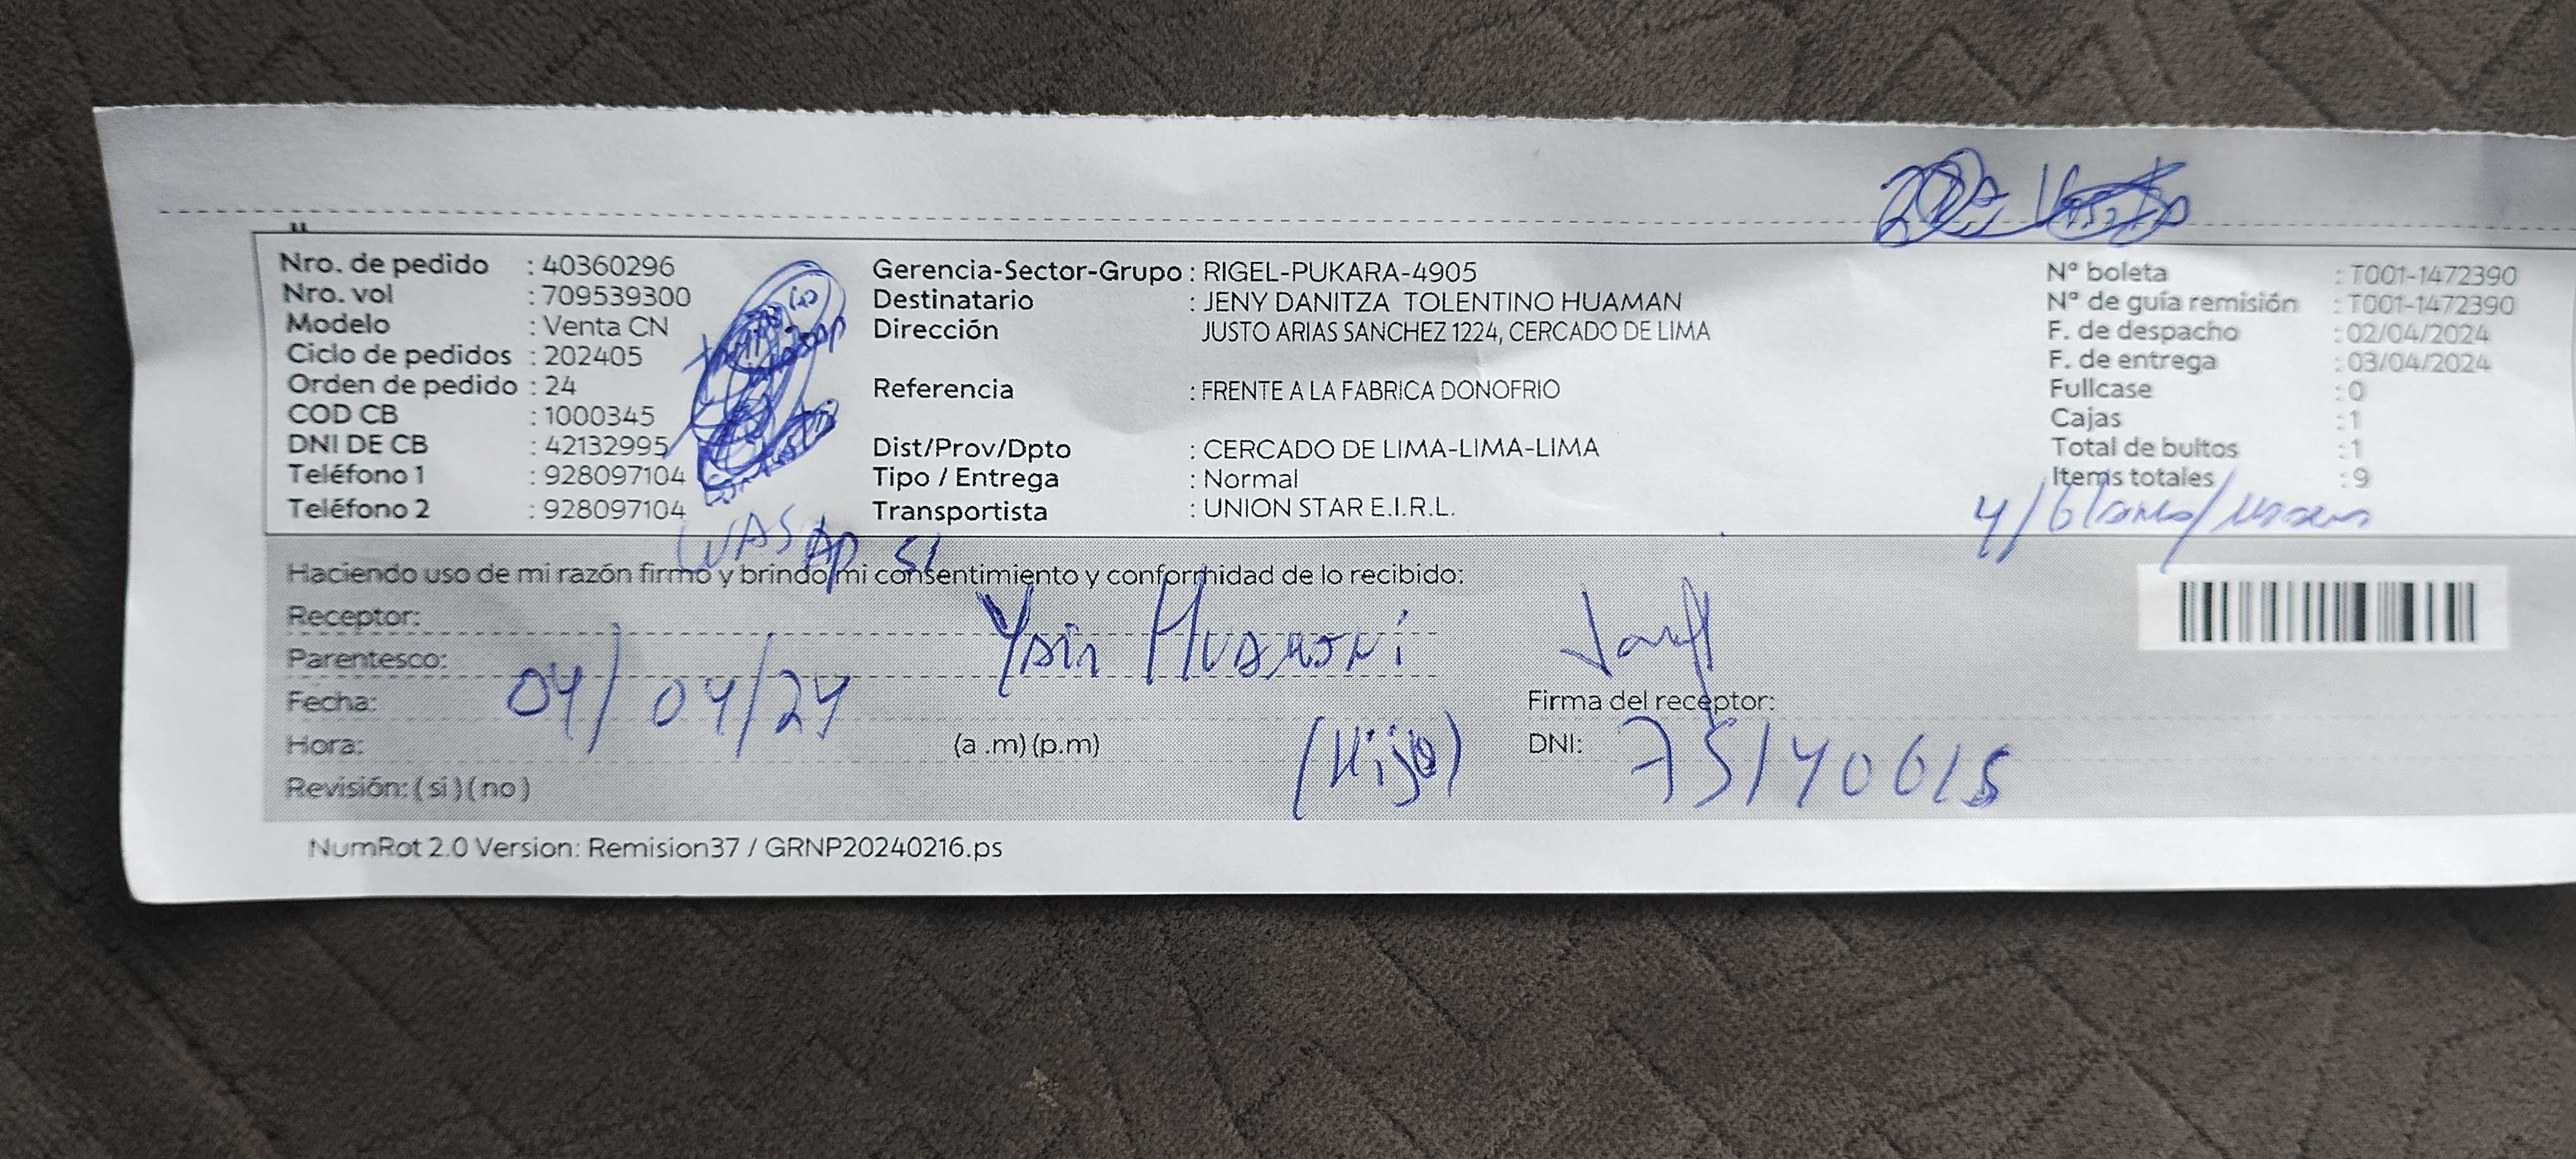 Nro. de pedido : 40360296
Nro. vol : 709539300
Modelo : Venta CN
Ciclo de pedidos : 202405
Orden de pedido : 24
COD CB : 1000345
DNI DE CB : 42132995
Teléfono 1 : 928097104
Teléfono 2 : 928097104
WASAP SI
Gerencia-Sector-Grupo : RIGEL-PUKARA-4905
Destinatario : JENY DANITZA TOLENTINO HUAMAN
Dirección JUSTO ARIAS SANCHEZ 1224, CERCADO DE LIMA
Referencia : FRENTE A LA FABRICA DONOFRIO
Dist/Prov/Dpto : CERCADO DE LIMA-LIMA-LIMA
Tipo / Entrega : Normal
Transportista : UNION STAR E.I.R.L.
N° boleta : T001-1472390
N° de guía remisión : T001-1472390
F. de despacho : 02/04/2024
F. de entrega : 03/04/2024
Fullcase : 0
Cajas : 1
Total de bultos : 1
Items totales : 9
Haciendo uso de mi razón firmo y brindo mi consentimiento y conformidad de lo recibido:
Receptor: Yair
Parentesco:
Fecha: 04/04/24
Firma del receptor:
Hora: (a .m) (p.m) (Hijo)
DNI: 75140615
Revisión: ( si ) ( no )
NumRot 2.0 Version: Remision37 / GRNP20240216.ps